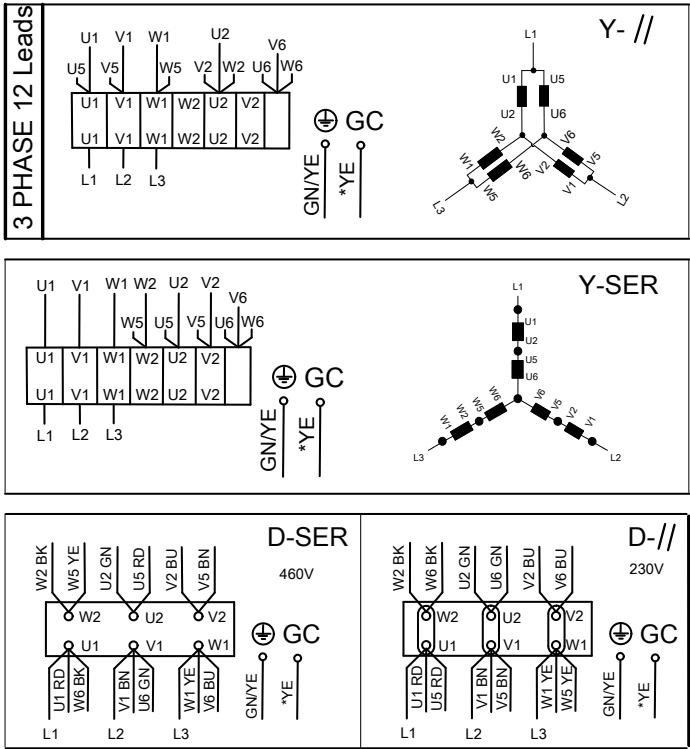 3 PHASE 12 Leads
Y- //
U1 V1 W1 U2 V6
U5 V5 W5 V2 W2 U6 W6
U1 V1 W1 W2 U2 V2
U1 V1 W1 W2 U2 V2
L1 L2 L3
GC
GN/YE
*YE
L1
U1 U5
U2 U6
W2 V6
W1 W6 V2 V5
W5 V1
L3 L2
Y-SER
U1 V1 W1 W2 U2 V2 V6
W5 U5 V5 U6 W6
U1 V1 W1 W2 U2 V2
U1 V1 W1 W2 U2 V2
L1 L2 L3
GC
GN/YE
*YE
L1
U1
U2
U5
U6
W1 W2 W5 W6 V6 V5 V2 V1
L3 L2
D-SER
460V
W2 BK W5 YE U2 GN U5 RD V2 BU V5 BN
W2 U2 V2
U1 V1 W1
U1 RD W6 BK V1 BN U6 GN W1 YE V6 BU
L1 L2 L3
GC
GN/YE
*YE
D-//
230V
W2 BK W6 BK U2 GN U6 GN V2 BU V6 BU
W2 U2 V2
U1 V1 W1
U1 RD U5 RD V1 BN V5 BN W1 YE W5 YE
L1 L2 L3
GC
GN/YE
*YE